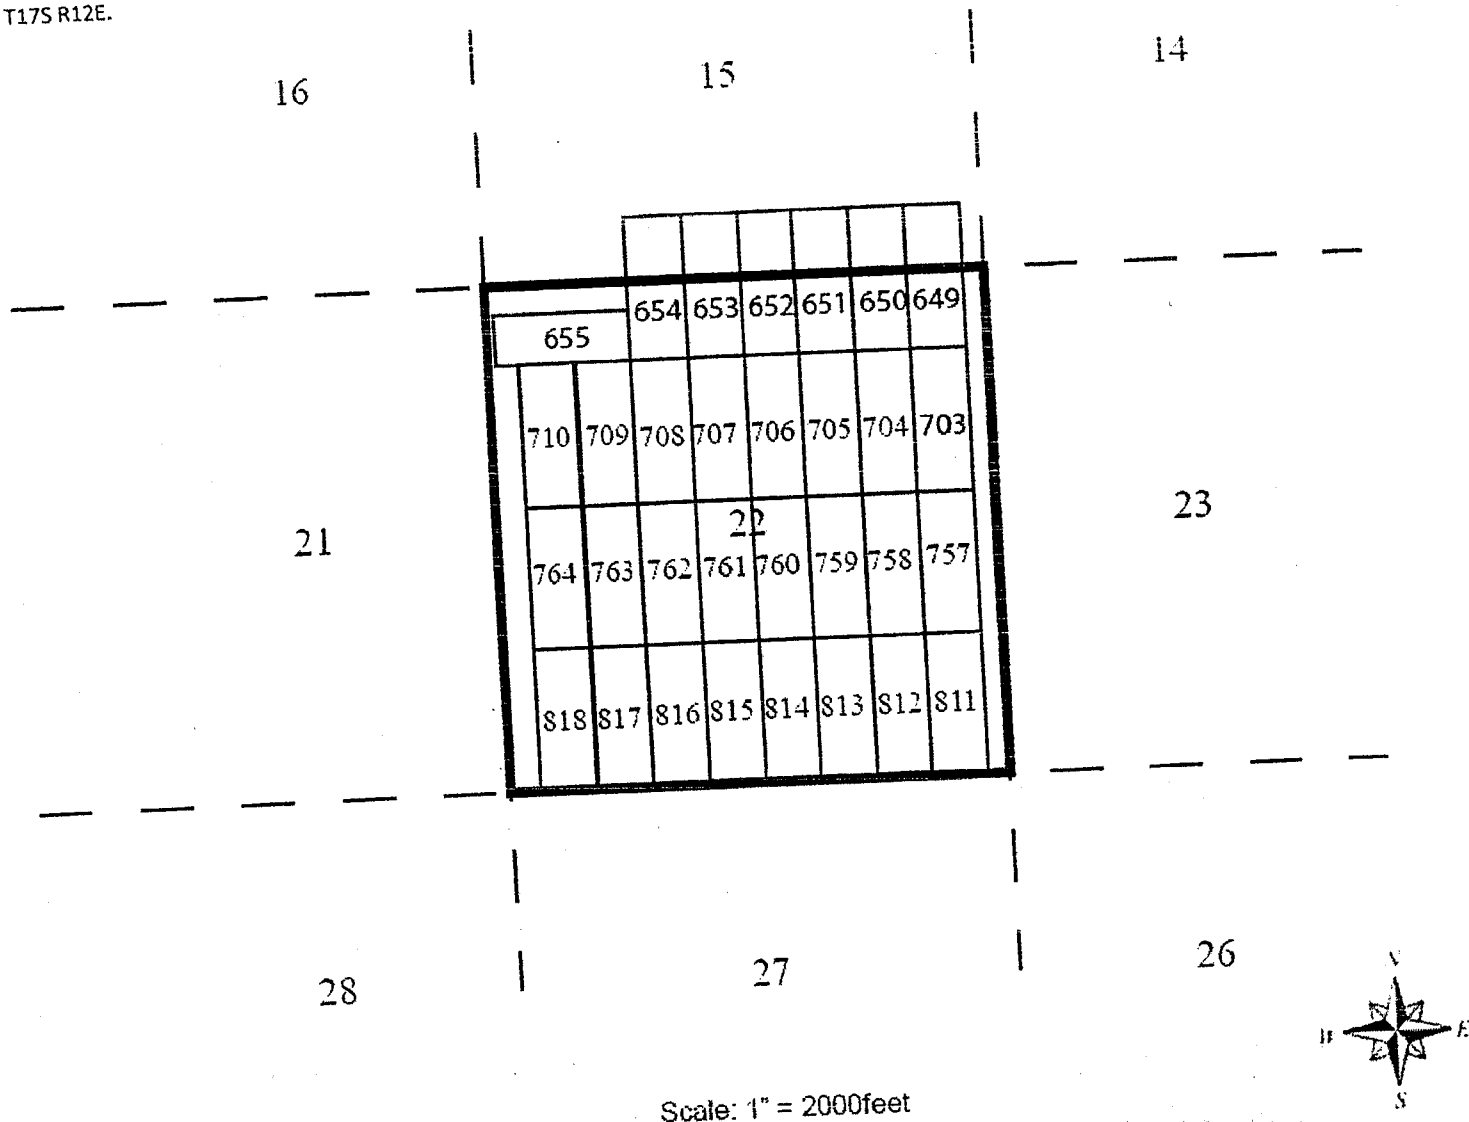 T17S R12E.
16 15 14
654 653 652 651 650 649
655
710 709 708 707 706 705 704 703
21 22 23
764 763 762 761 760 759 758 757
818 817 816 815 814 813 812 811
28 27 26
N
W E
S
Scale: 1" = 2000feet